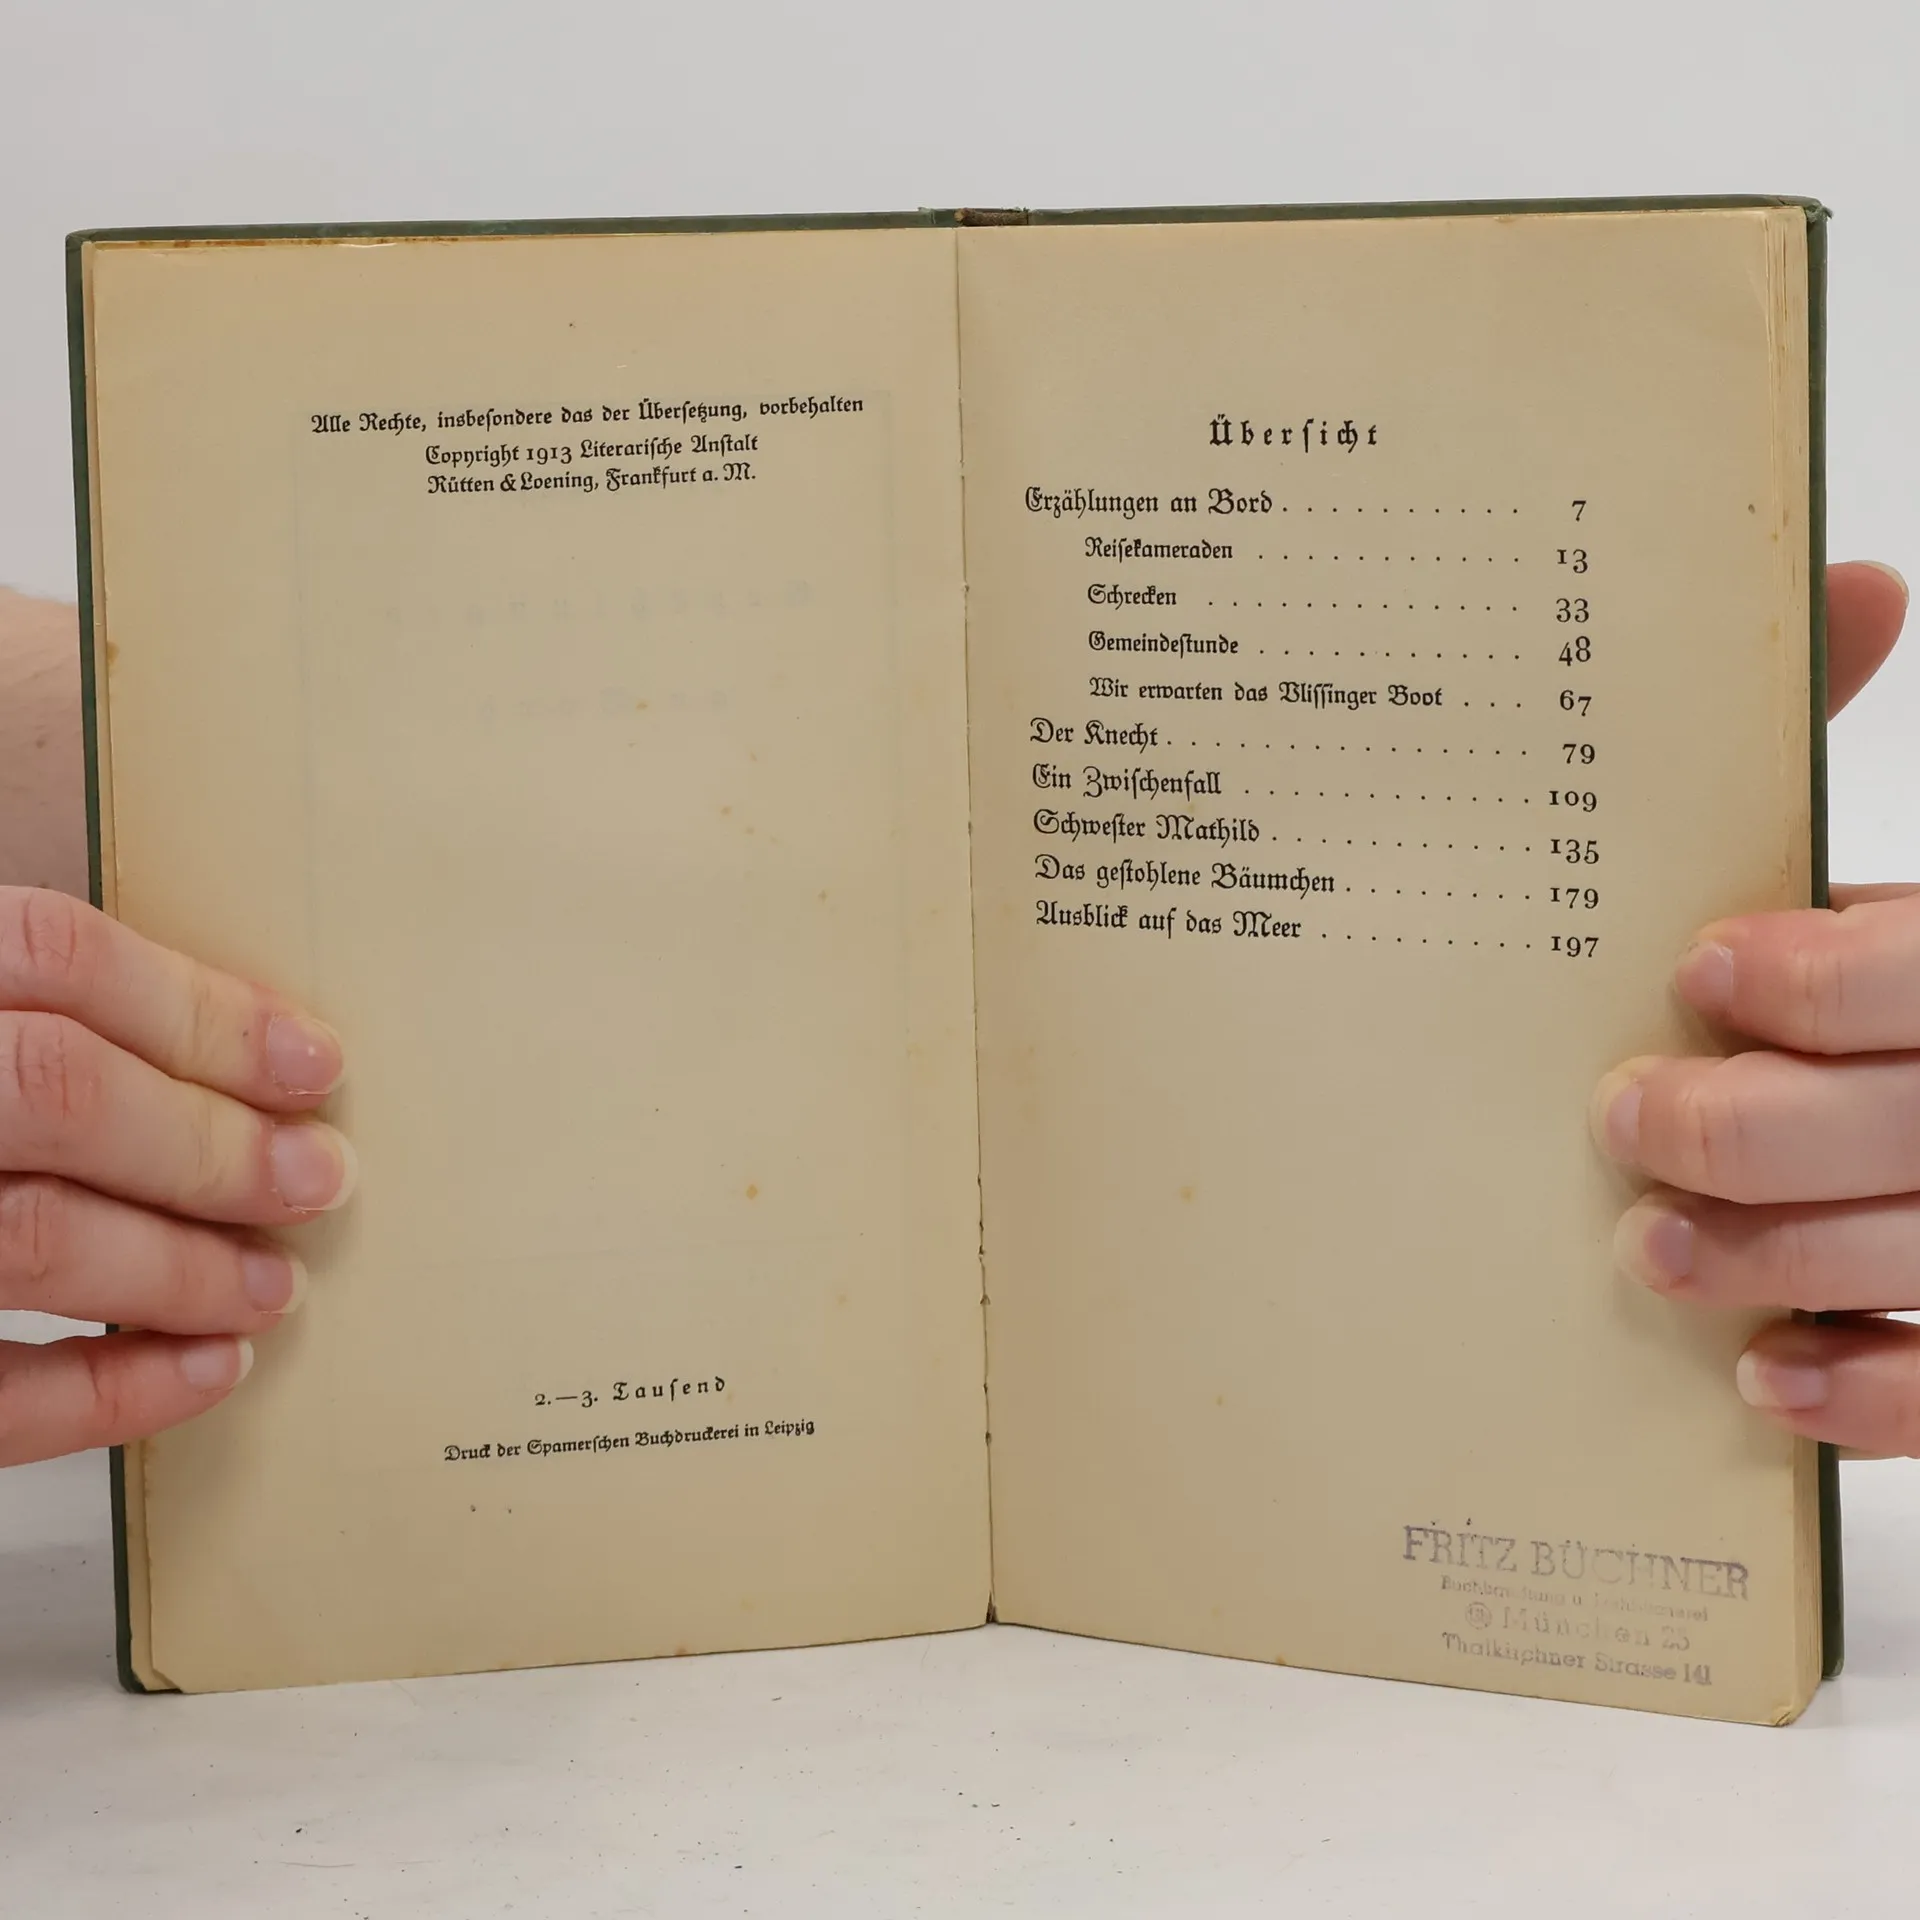 Alle Rechte, insbesondere das der Übersetzung, vorbehalten
Copyright 1913 Literarische Anstalt
Rütten & Loening, Frankfurt a. M.
2.—3. Tausend
Druck der Spamerschen Buchdruckerei in Leipzig
Übersicht
Erzählungen an Bord . . . . . . . . . . 7
Reisekameraden . . . . . . . . . . . 13
Schrecken . . . . . . . . . . . . . 33
Gemeindestunde . . . . . . . . . . . 48
Wir erwarten das Vlissinger Boot . . . 67
Der Knecht . . . . . . . . . . . . . . . 79
Ein Zwischenfall . . . . . . . . . . . . 109
Schwester Mathild . . . . . . . . . . . 135
Das gestohlene Bäumchen . . . . . . . . 179
Ausblick auf das Meer . . . . . . . . . 197
FRITZ BÜCHNER
Buchhandlung u.
München 25
Thalkirchner Strasse 141